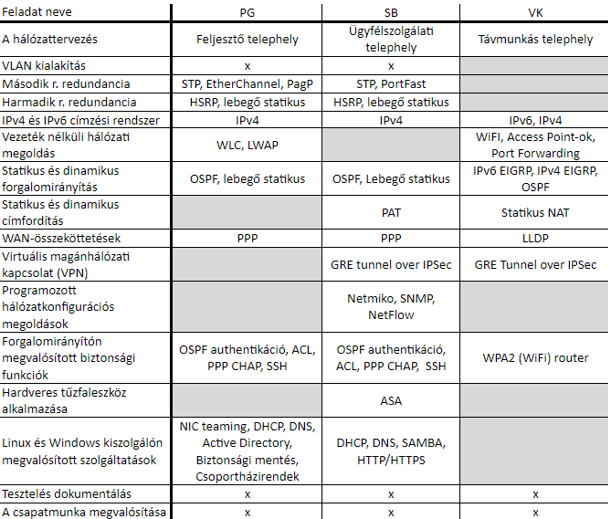 Feladat neve PG SB VK
A hálózattervezés Feljesztő telephely Ügyfélszolgálati telephely Távmunkás telephely
VLAN kialakítás x x
Második r. redundancia STP, EtherChannel, PagP STP, PortFast
Harmadik r. redundancia HSRP, lebegő statikus HSRP, lebegő statikus
IPv4 és IPv6 címzési rendszer IPv4 IPv4 IPv6, IPv4
Vezeték nélküli hálózati
megoldás
WLC, LWAP
WiFI, Access Point-ok,
Port Forwarding
Statikus és dinamikus
forgalomirányítás
OSPF, lebegő statikus
OSPF, Lebegő statikus
IPv6 EIGRP, IPv4 EIGRP,
OSPF
Statikus és dinamikus
címfordítás
PAT
Statikus NAT
WAN-összeköttetések PPP PPP LLDP
Virtuális magánhálózati
kapcsolat (VPN)
GRE tunnel over IPSec
GRE Tunnel over IPSec
Programozott
hálózatkonfigurációs
megoldások
Netmiko, SNMP,
NetFlow
Forgalomirányítón
megvalósított biztonsági
funkciók
OSPF authentikáció, ACL,
PPP CHAP, SSH
OSPF authentikáció,
ACL, PPP CHAP, SSH
WPA2 (WiFi) router
Hardveres tűzfaleszköz
alkalmazása
ASA
Linux és Windows kiszolgálón
megvalósított szolgáltatások
NIC teaming, DHCP, DNS,
Active Directory,
Biztonsági mentés,
Csoportházirendek
DHCP, DNS, SAMBA,
HTTP/HTTPS
Tesztelés dokumentálás x x x
A csapatmunka megvalósítása x x x